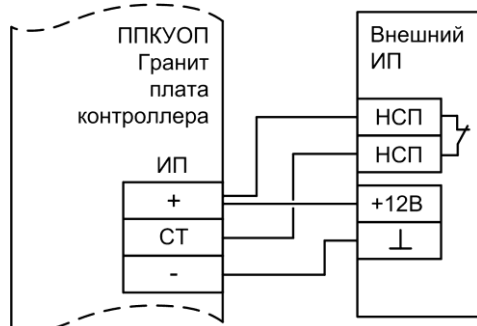 ППКУОП
Гранит
плата
контроллера
ИП
+
СТ
-
Внешний
ИП
НСП
НСП
+12В
⊥